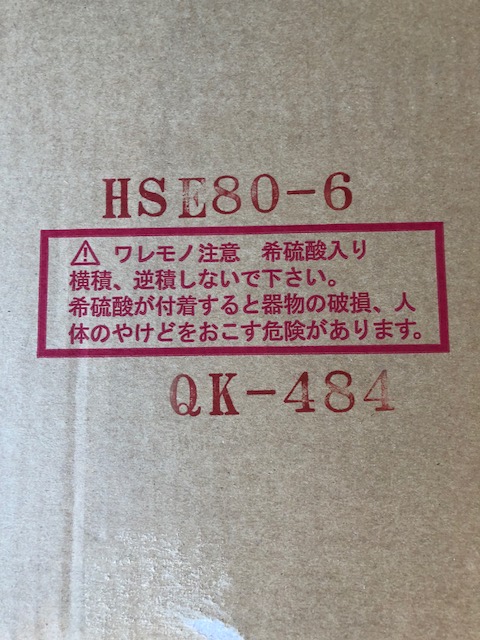 HSE80-6
⚠ ワレモノ注意　希硫酸入り
横積、逆積しないで下さい。
希硫酸が付着すると器物の破損、人
体のやけどをおこす危険があります。
QK-484